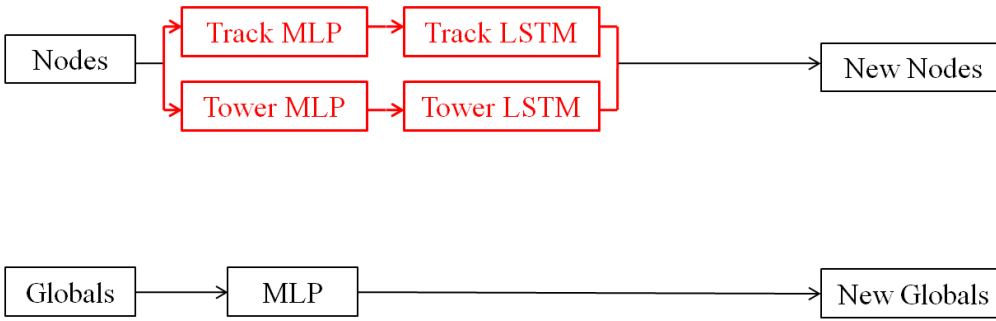 Track MLP
Track LSTM
Nodes
New Nodes
Tower MLP
Tower LSTM
Globals
MLP
New Globals